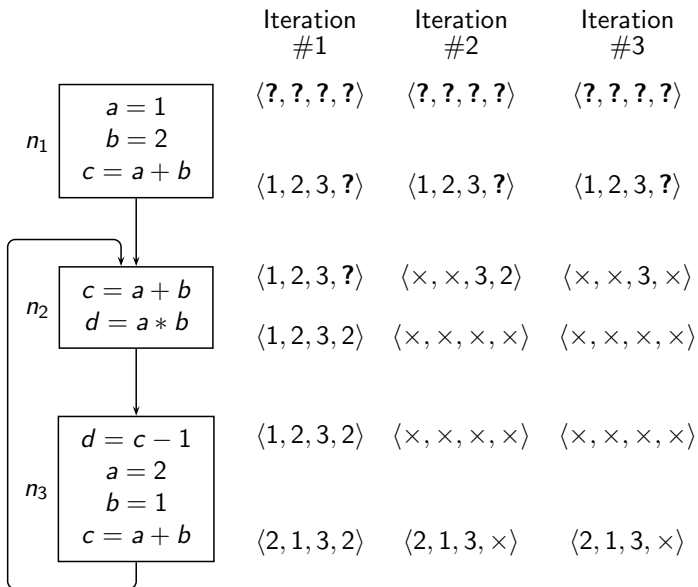 Iteration #1 Iteration #2 Iteration #3
⟨?, ?, ?, ?⟩ ⟨?, ?, ?, ?⟩ ⟨?, ?, ?, ?⟩
n₁
a = 1
b = 2
c = a + b
⟨1, 2, 3, ?⟩ ⟨1, 2, 3, ?⟩ ⟨1, 2, 3, ?⟩
n₂
c = a + b
d = a ∗ b
⟨1, 2, 3, ?⟩ ⟨×, ×, 3, 2⟩ ⟨×, ×, 3, ×⟩
⟨1, 2, 3, 2⟩ ⟨×, ×, ×, ×⟩ ⟨×, ×, ×, ×⟩
n₃
d = c − 1
a = 2
b = 1
c = a + b
⟨1, 2, 3, 2⟩ ⟨×, ×, ×, ×⟩ ⟨×, ×, ×, ×⟩
⟨2, 1, 3, 2⟩ ⟨2, 1, 3, ×⟩ ⟨2, 1, 3, ×⟩